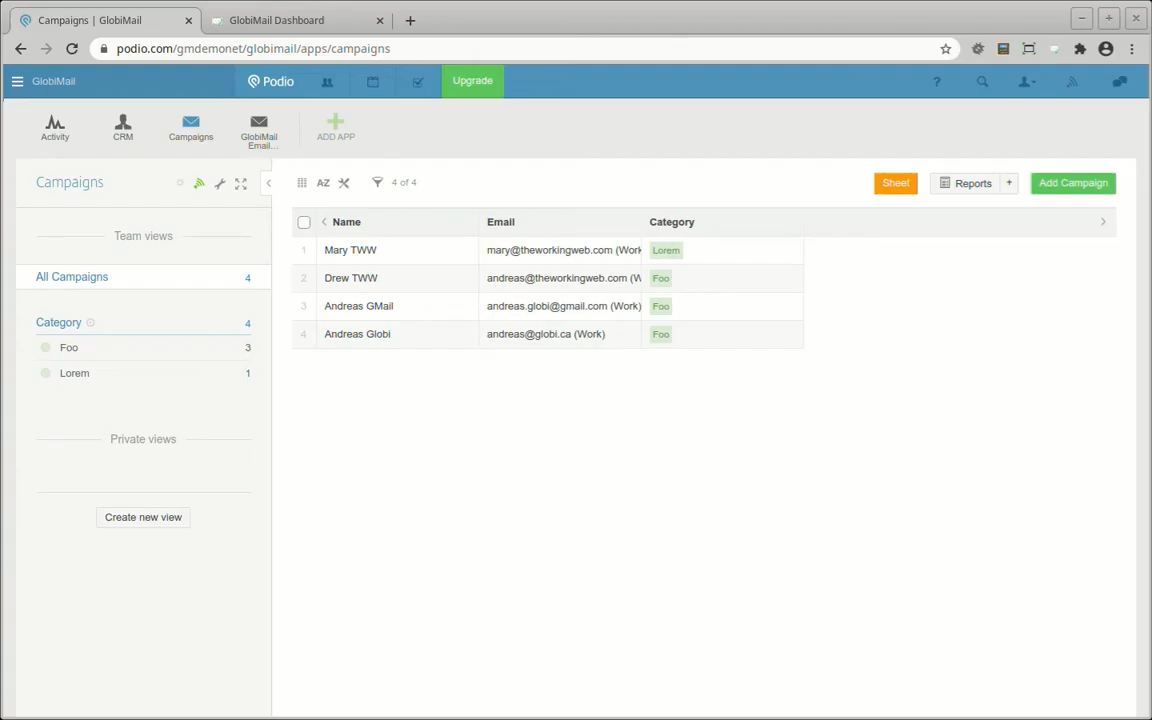 Campaigns | GlobiMail
GlobiMail Dashboard
podio.com/gmdemonet/globimail/apps/campaigns
GlobiMail
Podio
Upgrade
?
Activity
CRM
Campaigns
GlobiMail
Email...
ADD APP
Campaigns
AZ
4 of 4
Sheet
Reports
+
Add Campaign
Team views
All Campaigns 4
Category 4
Foo 3
Lorem 1
Private views
Create new view
Name Email Category
1 Mary TWW mary@theworkingweb.com (Work Lorem
2 Drew TWW andreas@theworkingweb.com (W Foo
3 Andreas GMail andreas.globi@gmail.com (Work) Foo
4 Andreas Globi andreas@globi.ca (Work) Foo